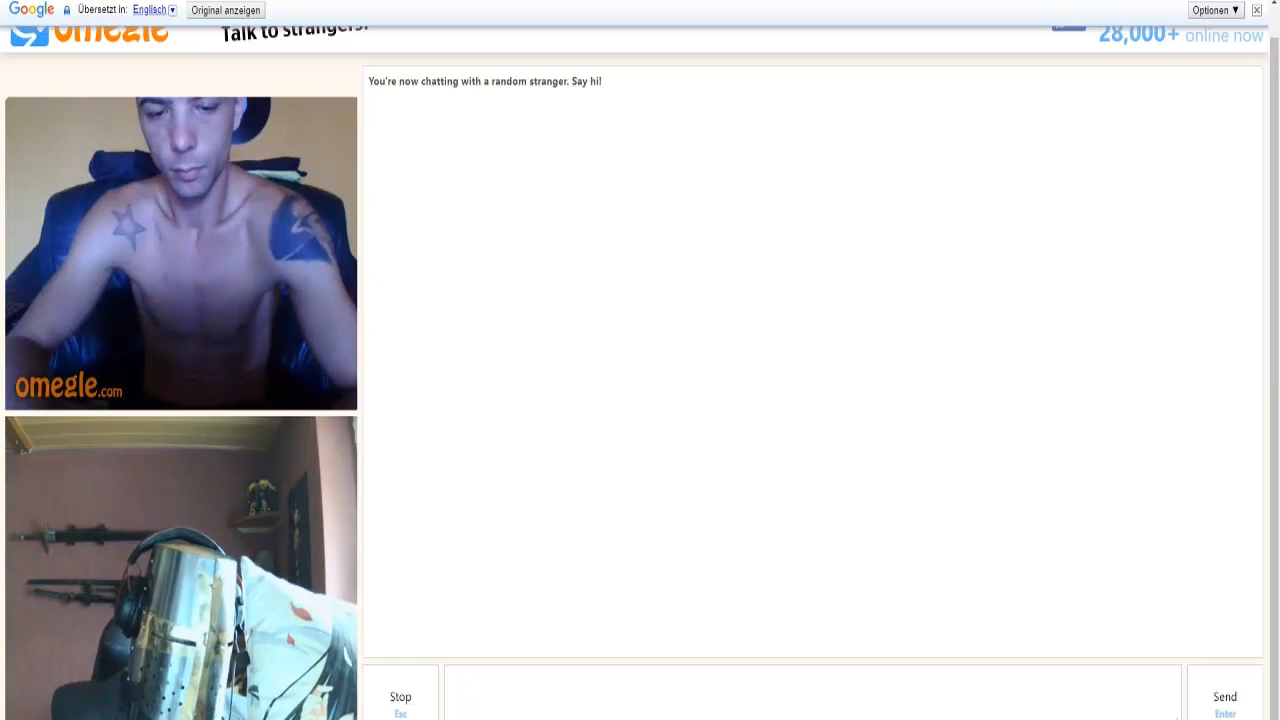 Google Übersetzt in: Englisch Original anzeigen Optionen ▼
omegle Talk to strangers! 28,000+ online now
You're now chatting with a random stranger. Say hi!
omegle.com
Stop
Esc
Send
Enter